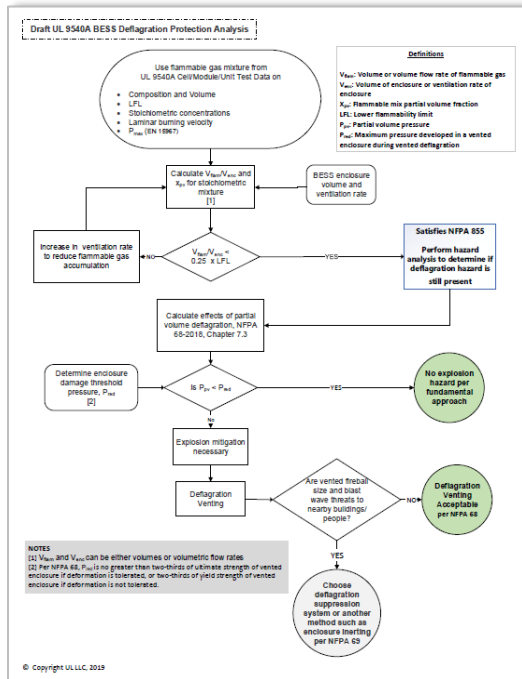 Draft UL 9540A BESS Deflagration Protection Analysis
Use flammable gas mixture from
UL 9540A Cell/Module/Unit Test Data on
• Composition and Volume
• LFL
• Stoichiometric concentrations
• Laminar burning velocity
• Pmax (EN 15967)
Definitions
Vflam: Volume or volume flow rate of flammable gas
Venc: Volume of enclosure or ventilation rate of
enclosure
Xpv: Flammable mix partial volume fraction
LFL: Lower flammability limit
Ppv: Partial volume pressure
Pred: Maximum pressure developed in a vented
enclosure during vented deflagration
Calculate Vflam/Venc and
xpv for stoichiometric
mixture
[1]
BESS enclosure
volume and
ventilation rate
Increase in ventilation rate
to reduce flammable gas
accumulation
NO
Vflam/Venc <
0.25 x LFL
YES
Satisfies NFPA 855
Perform hazard
analysis to determine if
deflagration hazard is
still present
Calculate effects of partial
volume deflagration, NFPA
68-2018, Chapter 7.3
Determine enclosure
damage threshold
pressure, Pred
[2]
Is Ppv < Pred
YES
No explosion
hazard per
fundamental
approach
No
Explosion mitigation
necessary
Deflagration
Venting
Are vented fireball
size and blast
wave threats to
nearby buildings/
people?
NO
Deflagration
Venting
Acceptable
per NFPA 68
YES
Choose
deflagration
suppression
system or another
method such as
enclosure inerting
per NFPA 69
NOTES
[1] Vflam and Venc can be either volumes or volumetric flow rates
[2] Per NFPA 68, Pred is no greater than two-thirds of ultimate strength of vented
enclosure if deformation is tolerated, or two-thirds of yield strength of vented
enclosure if deformation is not tolerated.
© Copyright UL LLC, 2019